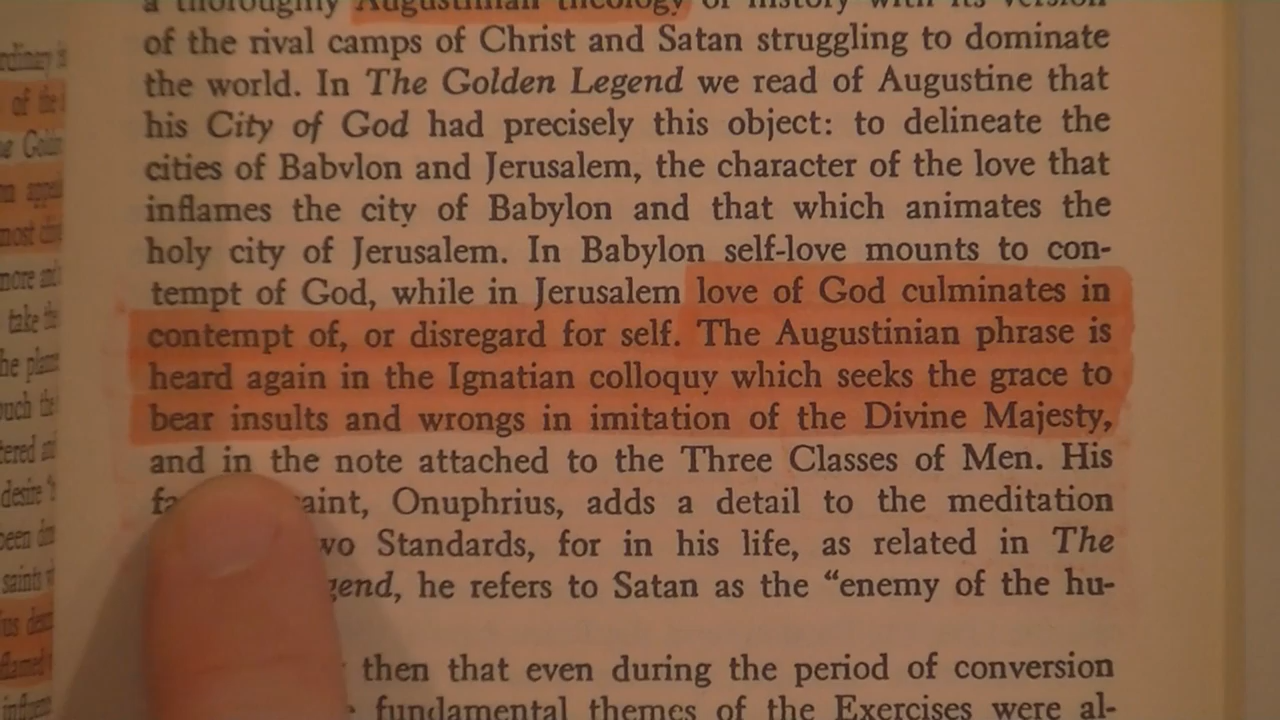 a thoroughly Augustinian theology of history with its version
of the rival camps of Christ and Satan struggling to dominate
the world. In The Golden Legend we read of Augustine that
his City of God had precisely this object: to delineate the
cities of Babylon and Jerusalem, the character of the love that
inflames the city of Babylon and that which animates the
holy city of Jerusalem. In Babylon self-love mounts to con-
tempt of God, while in Jerusalem love of God culminates in
contempt of, or disregard for self. The Augustinian phrase is
heard again in the Ignatian colloquy which seeks the grace to
bear insults and wrongs in imitation of the Divine Majesty,
and in the note attached to the Three Classes of Men. His
Onuphrius, adds a detail to the meditation
Standards, for in his life, as related in The
he refers to Satan as the “enemy of the hu-
then that even during the period of conversion
fundamental themes of the Exercises were al-